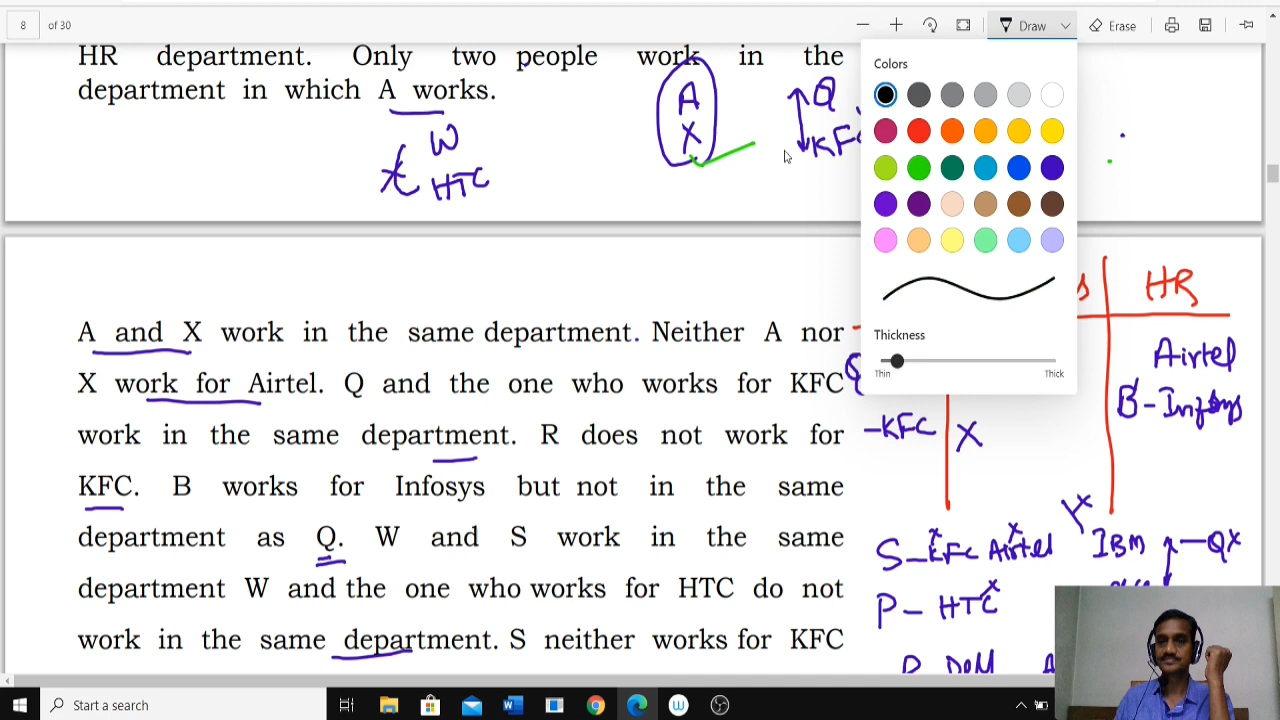 8 of 30 Draw Erase
HR department. Only two people work in the
department in which A works.
A
X
Q
KFC
W
HTC
Colors
Thickness
Thin Thick
HR
A and X work in the same department. Neither A nor
X work for Airtel. Q and the one who works for KFC
work in the same department. R does not work for
KFC. B works for Infosys but not in the same
department as Q. W and S work in the same
department W and the one who works for HTC do not
work in the same department. S neither works for KFC
Airtel
B-Infosys
-KFC X
S-KFC Airtel IBM -QX
P- HTC
Type here to search